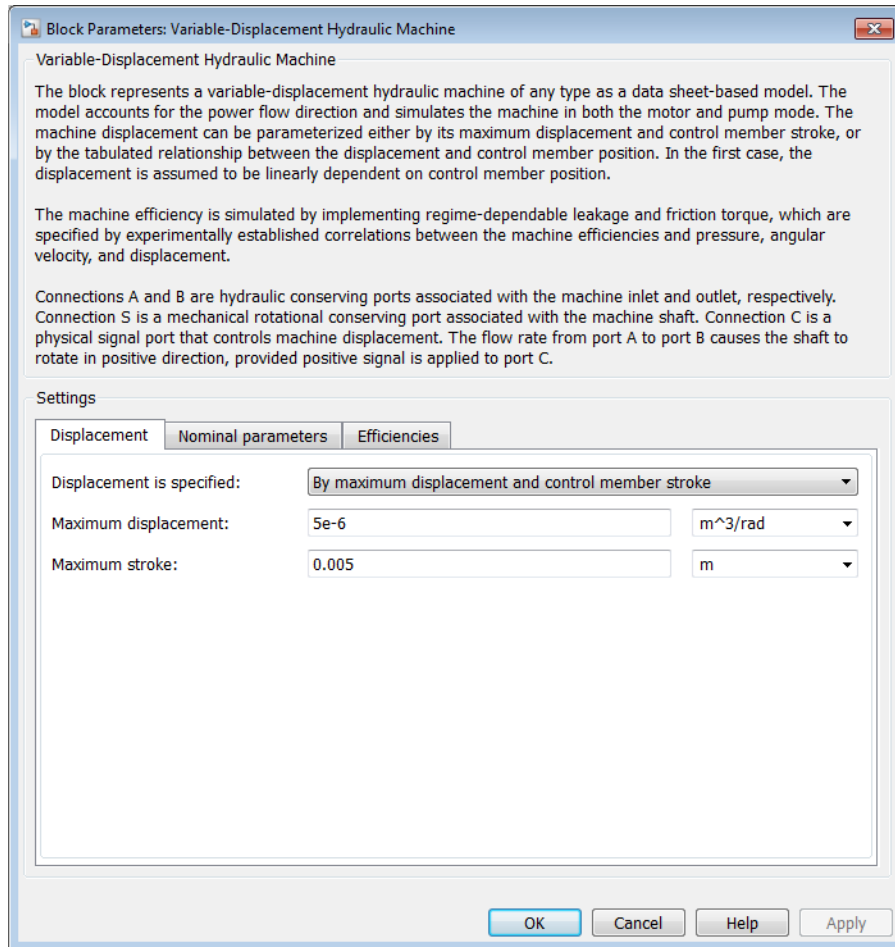 Block Parameters: Variable-Displacement Hydraulic Machine
Variable-Displacement Hydraulic Machine
The block represents a variable-displacement hydraulic machine of any type as a data sheet-based model. The
model accounts for the power flow direction and simulates the machine in both the motor and pump mode. The
machine displacement can be parameterized either by its maximum displacement and control member stroke, or
by the tabulated relationship between the displacement and control member position. In the first case, the
displacement is assumed to be linearly dependent on control member position.
The machine efficiency is simulated by implementing regime-dependable leakage and friction torque, which are
specified by experimentally established correlations between the machine efficiencies and pressure, angular
velocity, and displacement.
Connections A and B are hydraulic conserving ports associated with the machine inlet and outlet, respectively.
Connection S is a mechanical rotational conserving port associated with the machine shaft. Connection C is a
physical signal port that controls machine displacement. The flow rate from port A to port B causes the shaft to
rotate in positive direction, provided positive signal is applied to port C.
Settings
Displacement Nominal parameters Efficiencies
Displacement is specified: By maximum displacement and control member stroke
Maximum displacement: 5e-6 m^3/rad
Maximum stroke: 0.005 m
OK Cancel Help Apply